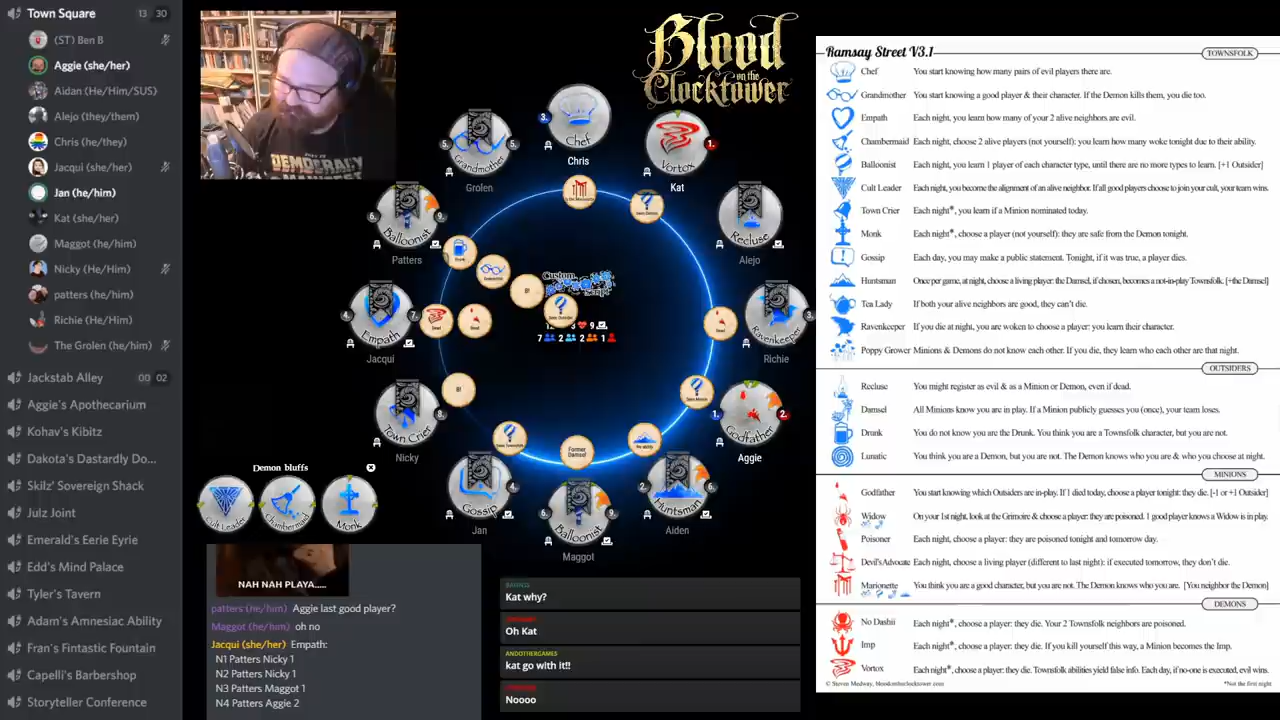 Town Square 13 30
(ST) Ben B
Aggie (she/her)
Aidan (He/Him/SUS)
Alejo (they/them)
Chris (he/they)
Jacqui (she/her)
Jan (he/him)
Kat (she/her)
Maggot (he/him)
Nicky (He/Him)
patters (he/him)
Richie (He/Him)
The Grolen (he/him)
Jackstab Alley 00 02
Aggie's Apothecarium
Kohav's Kibitz
Dakota's Dastardly Do...
Skilz' Sovereign Shack
Julz Joint
Emerald's Eerie Eyrie
Edd's Mind Palace
Tyler's Tavern
Adam's Amnesiac Ability
Fran's Fintastic Fountain
Calvin's Barbershop
Storyteller Conference
DEMOCRACY
MANIFEST
Blood
on the
Clocktower
Chef
Chris
Vortox
Kat
Grandmother
Grolen
Balloonist
Patters
Recluse
Alejo
Empath
Jacqui
Ravenkeeper
Richie
Town Crier
Nicky
Godfather
Aggie
Gossip
Jan
Balloonist
Maggot
Huntsman
Aiden
Custom
Script
9
7 2 2 1
Dead
Dead
Dead
Former
Damsel
No ability
Demon bluffs
Cult Leader
Chambermaid
Monk
NAH NAH PLAYA.....
patters (he/him) Aggie last good player?
Maggot (he/him) oh no
Jacqui (she/her) Empath:
N1 Patters Nicky 1
N2 Patters Nicky 1
N3 Patters Maggot 1
N4 Patters Aggie 2
Kat why?
Oh Kat
ANDOTHERGAMES
kat go with it!!
Noooo
Ramsay Street V3.1
TOWNSFOLK
Chef You start knowing how many pairs of evil players there are.
Grandmother You start knowing a good player & their character. If the Demon kills them, you die too.
Empath Each night, you learn how many of your 2 alive neighbors are evil.
Chambermaid Each night, choose 2 alive players (not yourself): you learn how many woke tonight due to their ability.
Balloonist Each night, you learn 1 player of each character type, until there are no more types to learn. [+1 Outsider]
Cult Leader Each night, you become the alignment of an alive neighbor. If all good players choose to join your cult, your team wins.
Town Crier Each night*, you learn if a Minion nominated today.
Monk Each night*, choose a player (not yourself): they are safe from the Demon tonight.
Gossip Each day, you may make a public statement. Tonight, if it was true, a player dies.
Huntsman Once per game, at night, choose a living player: the Damsel, if chosen, becomes a not-in-play Townsfolk. [+the Damsel]
Tea Lady If both your alive neighbors are good, they can't die.
Ravenkeeper If you die at night, you are woken to choose a player: you learn their character.
Poppy Grower Minions & Demons do not know each other. If you die, they learn who each other are that night.
OUTSIDERS
Recluse You might register as evil & as a Minion or Demon, even if dead.
Damsel All Minions know you are in play. If a Minion publicly guesses you (once), your team loses.
Drunk You do not know you are the Drunk. You think you are a Townsfolk character, but you are not.
Lunatic You think you are a Demon, but you are not. The Demon knows who you are & who you choose at night.
MINIONS
Godfather You start knowing which Outsiders are in-play. If 1 died today, choose a player tonight: they die. [-1 or +1 Outsider]
Widow On your 1st night, look at the Grimoire & choose a player: they are poisoned. 1 good player knows a Widow is in play.
Poisoner Each night, choose a player: they are poisoned tonight and tomorrow day.
Devil's Advocate Each night, choose a living player (different to last night): if executed tomorrow, they don't die.
Marionette You think you are a good character, but you are not. The Demon knows who you are. [You neighbor the Demon]
DEMONS
No Dashii Each night*, choose a player: they die. Your 2 Townsfolk neighbors are poisoned.
Imp Each night*, choose a player: they die. If you kill yourself this way, a Minion becomes the Imp.
Vortox Each night*, choose a player: they die. Townsfolk abilities yield false info. Each day, if no-one is executed, evil wins.
© Steven Medway, bloodontheclocktower.com
*Not the first night